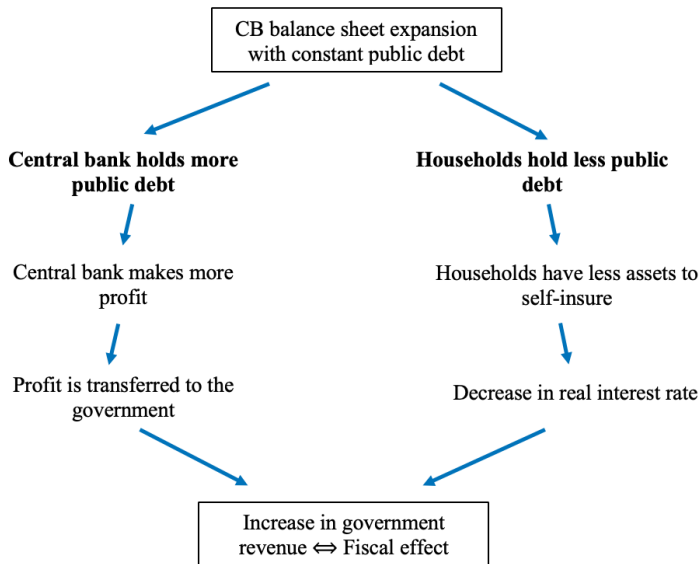 CB balance sheet expansion
with constant public debt
Central bank holds more
public debt
Households hold less public
debt
Central bank makes more
profit
Households have less assets to
self-insure
Profit is transferred to the
government
Decrease in real interest rate
Increase in government
revenue ⇔ Fiscal effect